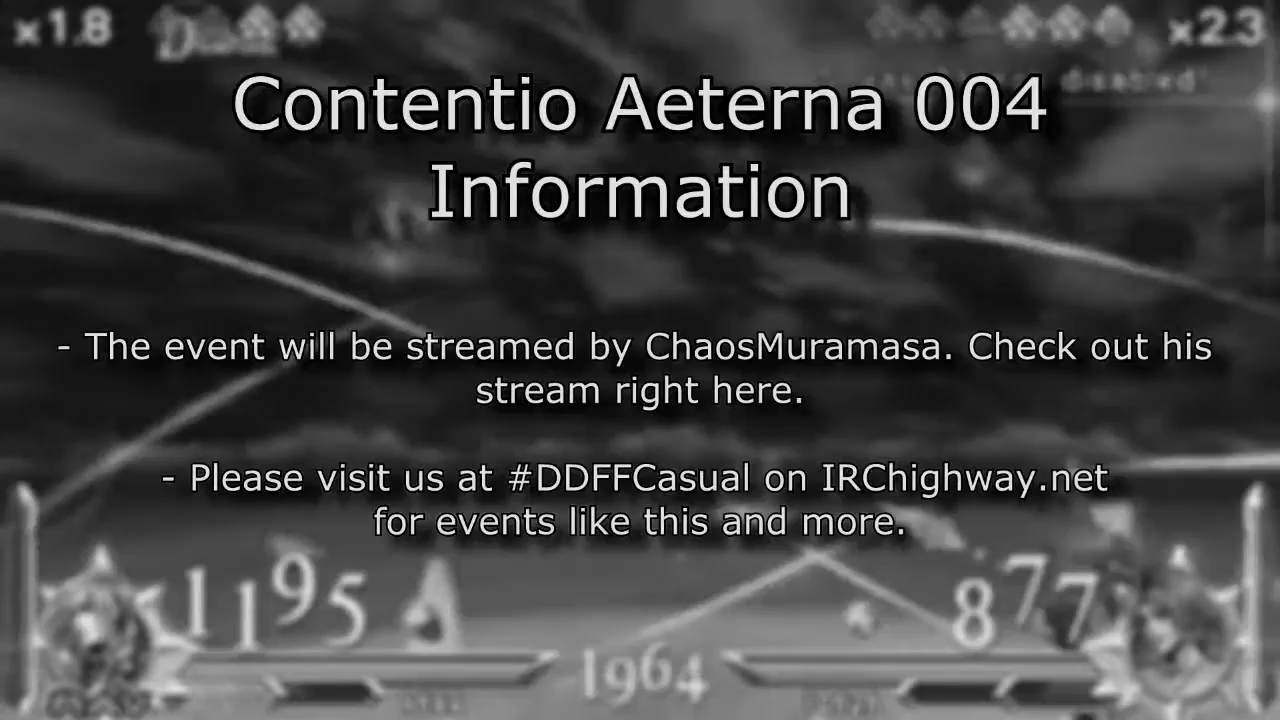 x1.8
x2.3
disabled'
Contentio Aeterna 004
Information
- The event will be streamed by ChaosMuramasa. Check out his
stream right here.
- Please visit us at #DDFFCasual on IRChighway.net
for events like this and more.
1195
877
1964